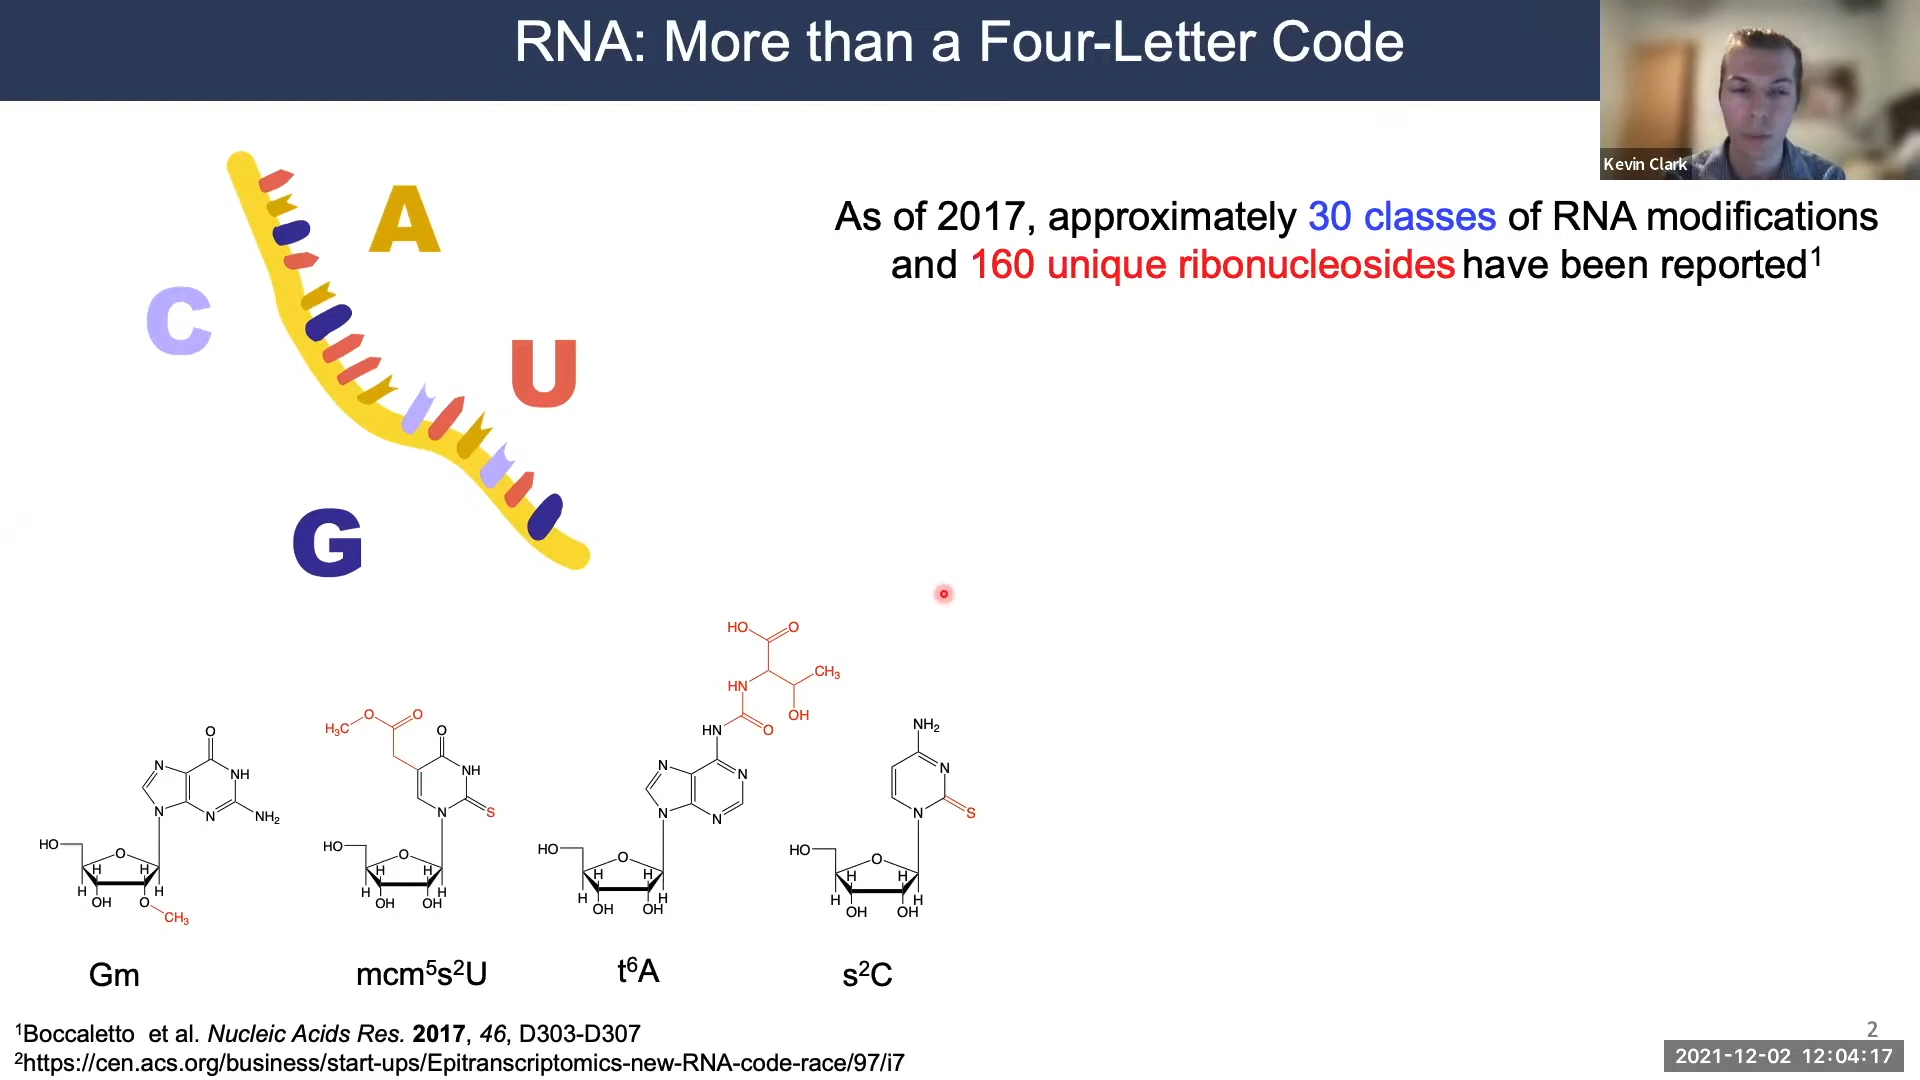 RNA: More than a Four-Letter Code
Kevin Clark
A
C
U
G
As of 2017, approximately 30 classes of RNA modifications
and 160 unique ribonucleosides have been reported¹
O
N
NH
N
N
NH₂
HO
O
H
H
H
H
OH
O
CH₃
Gm
H₃C
O
O
O
NH
N
S
HO
O
H
H
H
H
OH
OH
mcm⁵s²U
HO
O
HN
CH₃
OH
HN
O
N
N
N
N
HO
O
H
H
H
H
OH
OH
t⁶A
NH₂
N
N
S
HO
O
H
H
H
H
OH
OH
s²C
¹Boccaletto et al. Nucleic Acids Res. 2017, 46, D303-D307
²https://cen.acs.org/business/start-ups/Epitranscriptomics-new-RNA-code-race/97/i7
2
2021-12-02 12:04:17